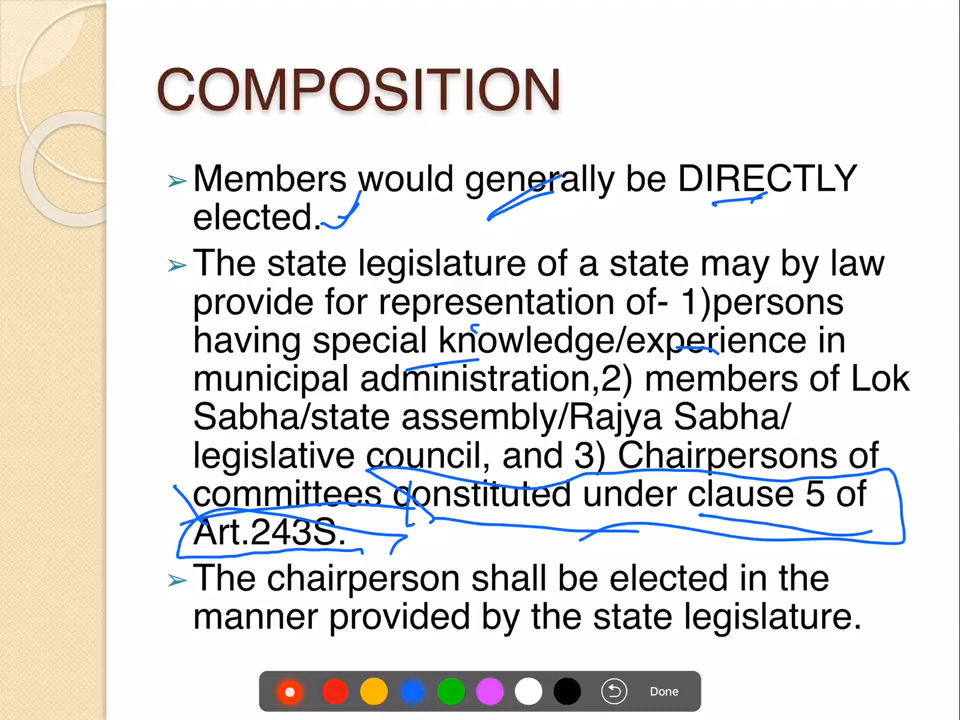 COMPOSITION
➢ Members would generally be DIRECTLY
elected.
➢ The state legislature of a state may by law
provide for representation of- 1)persons
having special knowledge/experience in
municipal administration,2) members of Lok
Sabha/state assembly/Rajya Sabha/
legislative council, and 3) Chairpersons of
committees constituted under clause 5 of
Art.243S.
➢ The chairperson shall be elected in the
manner provided by the state legislature.
Done